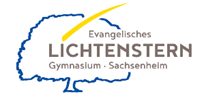 Evangelisches
LICHTENSTERN
Gymnasium · Sachsenheim